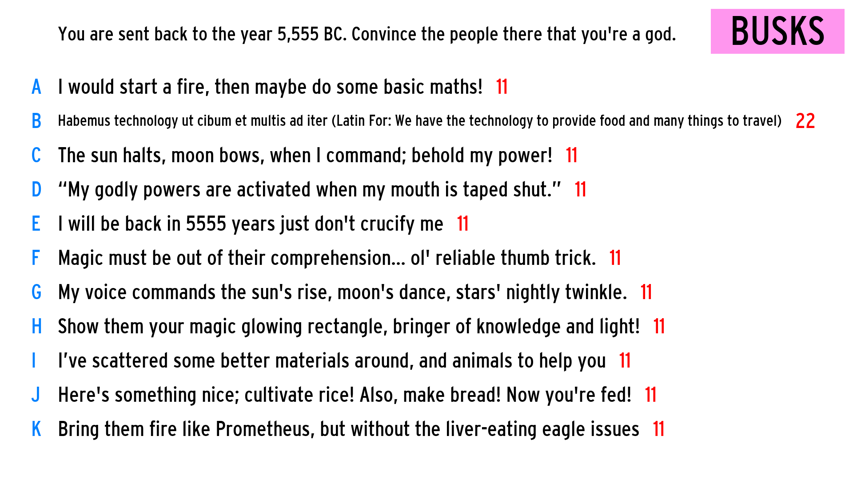 You are sent back to the year 5,555 BC. Convince the people there that you're a god.
BUSKS
A I would start a fire, then maybe do some basic maths! 11
B Habemus technology ut cibum et multis ad iter (Latin For: We have the technology to provide food and many things to travel) 22
C The sun halts, moon bows, when I command; behold my power! 11
D “My godly powers are activated when my mouth is taped shut.” 11
E I will be back in 5555 years just don't crucify me 11
F Magic must be out of their comprehension... ol' reliable thumb trick. 11
G My voice commands the sun's rise, moon's dance, stars' nightly twinkle. 11
H Show them your magic glowing rectangle, bringer of knowledge and light! 11
I I’ve scattered some better materials around, and animals to help you 11
J Here's something nice; cultivate rice! Also, make bread! Now you're fed! 11
K Bring them fire like Prometheus, but without the liver-eating eagle issues 11